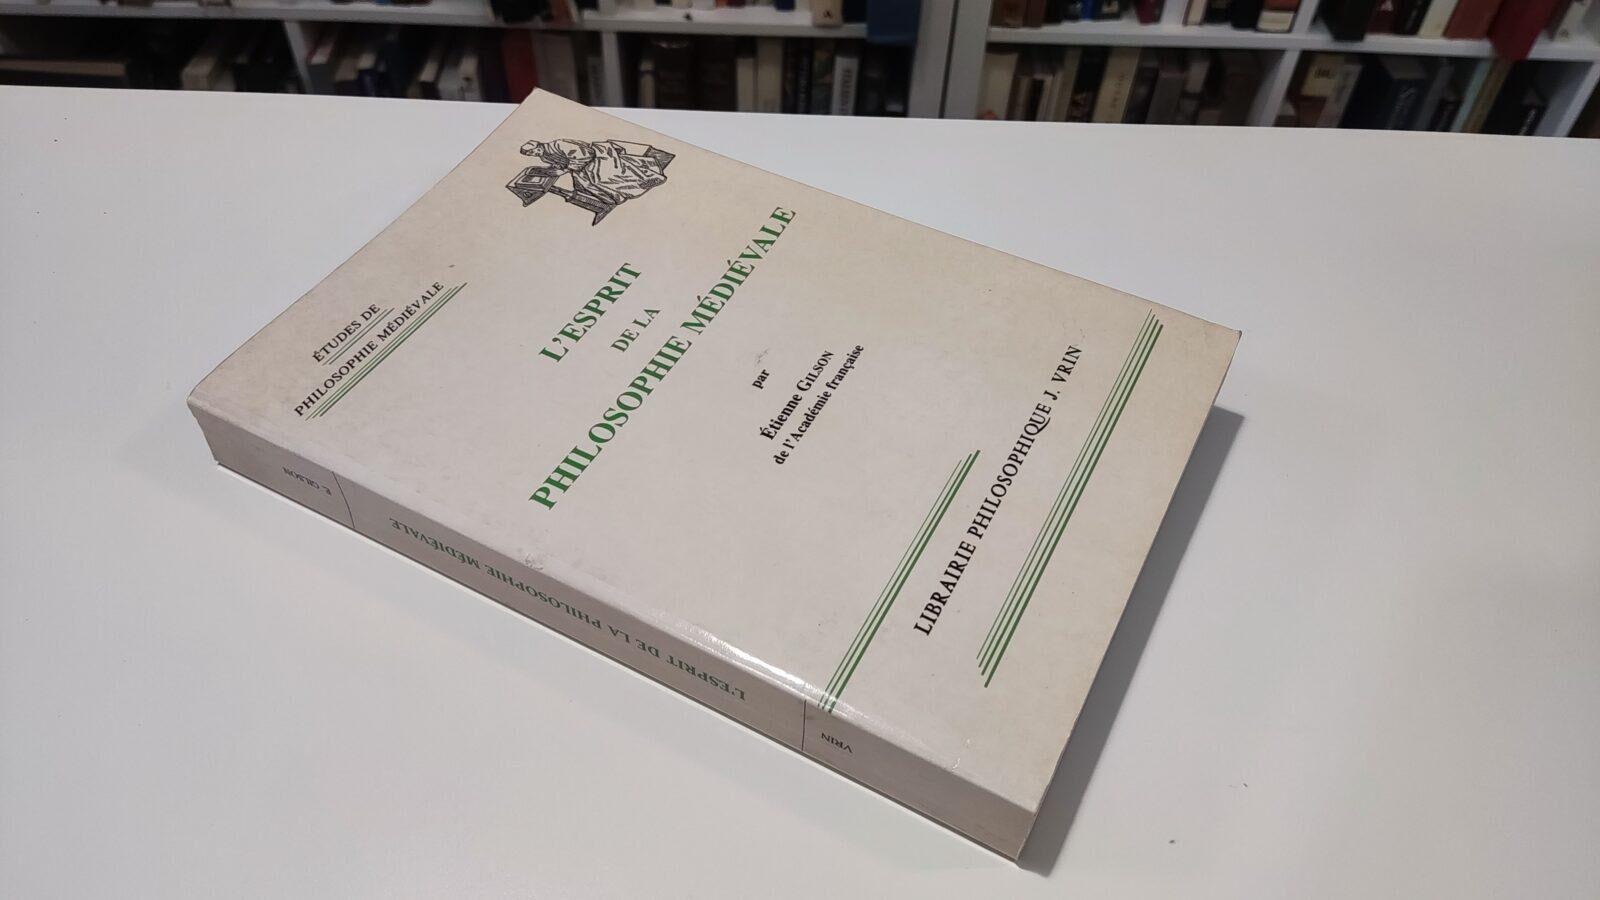 ÉTUDES DE
PHILOSOPHIE MÉDIÉVALE
L'ESPRIT
DE LA
PHILOSOPHIE MÉDIÉVALE
par
Étienne GILSON
de l'Académie française
LIBRAIRIE PHILOSOPHIQUE J. VRIN
E. GILSON
L'ESPRIT DE LA PHILOSOPHIE MÉDIÉVALE
VRIN